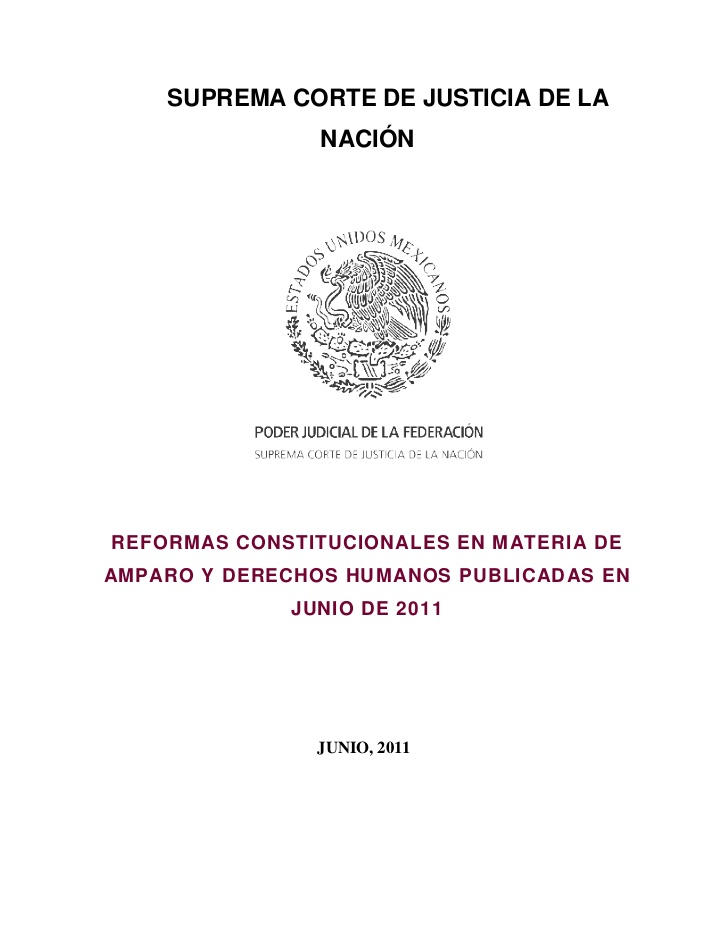 SUPREMA CORTE DE JUSTICIA DE LA
NACIÓN
ESTADOS UNIDOS MEXICANOS
PODER JUDICIAL DE LA FEDERACIÓN
SUPREMA CORTE DE JUSTICIA DE LA NACIÓN
REFORMAS CONSTITUCIONALES EN MATERIA DE
AMPARO Y DERECHOS HUMANOS PUBLICADAS EN
JUNIO DE 2011
JUNIO, 2011